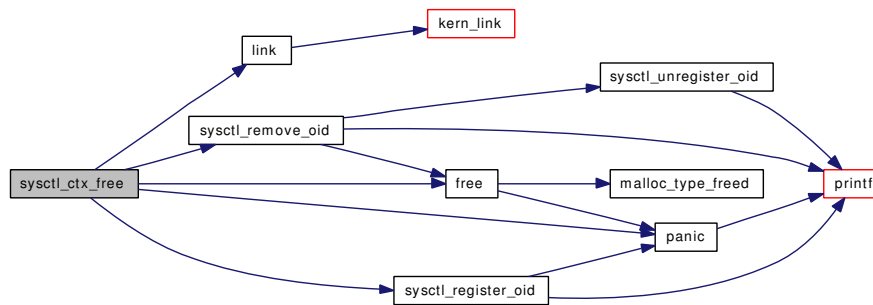 kern_link
link
sysctl_unregister_oid
sysctl_remove_oid
sysctl_ctx_free
free
malloc_type_freed
printf
panic
sysctl_register_oid